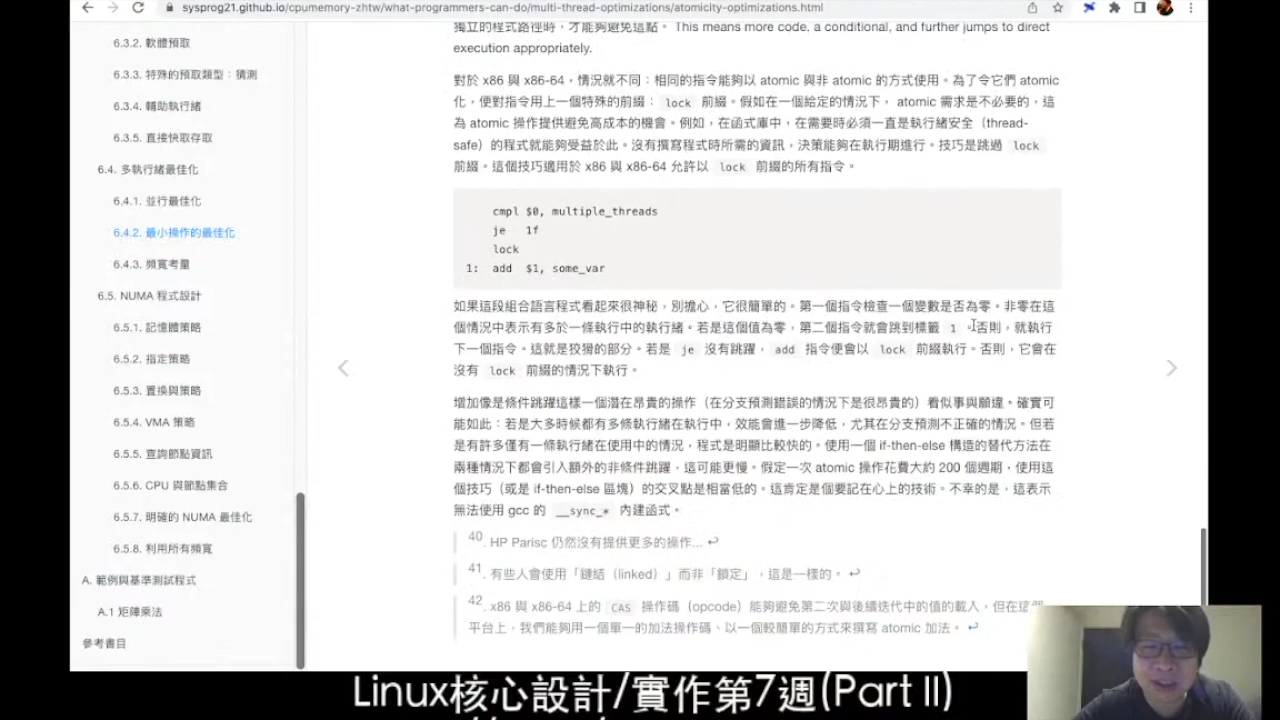 sysprog21.github.io/cpumemory-zhtw/what-programmers-can-do/multi-thread-optimizations/atomicity-optimizations.html
6.3.2. 軟體預取
6.3.3. 特殊的預取類型：猜測
6.3.4. 輔助執行緒
6.3.5. 直接快取存取
6.4. 多執行緒最佳化
6.4.1. 並行最佳化
6.4.2. 最小操作的最佳化
6.4.3. 頻寬考量
6.5. NUMA 程式設計
6.5.1. 記憶體策略
6.5.2. 指定策略
6.5.3. 置換與策略
6.5.4. VMA 策略
6.5.5. 查詢節點資訊
6.5.6. CPU 與節點集合
6.5.7. 明確的 NUMA 最佳化
6.5.8. 利用所有頻寬
A. 範例與基準測試程式
A.1 矩陣乘法
參考書目
獨立的程式路徑時，才能夠避免這點。 This means more code, a conditional, and further jumps to direct
execution appropriately.
對於 x86 與 x86-64，情況就不同：相同的指令能夠以 atomic 與非 atomic 的方式使用。為了令它們 atomic
化，便對指令用上一個特殊的前綴： lock 前綴。假如在一個給定的情況下， atomic 需求是不必要的，這
為 atomic 操作提供避免高成本的機會。例如，在函式庫中，在需要時必須一直是執行緒安全（thread-
safe）的程式就能夠受益於此。沒有撰寫程式時所需的資訊，決策能夠在執行期進行。技巧是跳過 lock
前綴。這個技巧適用於 x86 與 x86-64 允許以 lock 前綴的所有指令。
cmpl $0, multiple_threads
je 1f
lock
1: add $1, some_var
如果這段組合語言程式看起來很神秘，別擔心，它很簡單的。第一個指令檢查一個變數是否為零。非零在這
個情況中表示有多於一條執行中的執行緒。若是這個值為零，第二個指令就會跳到標籤 1 。否則，就執行
下一個指令。這就是狡猾的部分。若是 je 沒有跳躍， add 指令便會以 lock 前綴執行。否則，它會在
沒有 lock 前綴的情況下執行。
增加像是條件跳躍這樣一個潛在昂貴的操作（在分支預測錯誤的情況下是很昂貴的）看似事與願違。確實可
能如此：若是大多時候都有多條執行緒在執行中，效能會進一步降低，尤其在分支預測不正確的情況。但若
是有許多僅有一條執行緒在使用中的情況，程式是明顯比較快的。使用一個 if-then-else 構造的替代方法在
兩種情況下都會引入額外的非條件跳躍，這可能更慢。假定一次 atomic 操作花費大約 200 個週期，使用這
個技巧（或是 if-then-else 區塊）的交叉點是相當低的。這肯定是個要記在心上的技術。不幸的是，這表示
無法使用 gcc 的 __sync_* 內建函式。
40. HP Parisc 仍然沒有提供更多的操作... ↩
41. 有些人會使用「鏈結（linked）」而非「鎖定」，這是一樣的。 ↩
42. x86 與 x86-64 上的 CAS 操作碼（opcode）能夠避免第二次與後續迭代中的值的載入，但在這個
平台上，我們能夠用一個單一的加法操作碼、以一個較簡單的方式來撰寫 atomic 加法。 ↩
Linux核心設計/實作第7週(Part II)